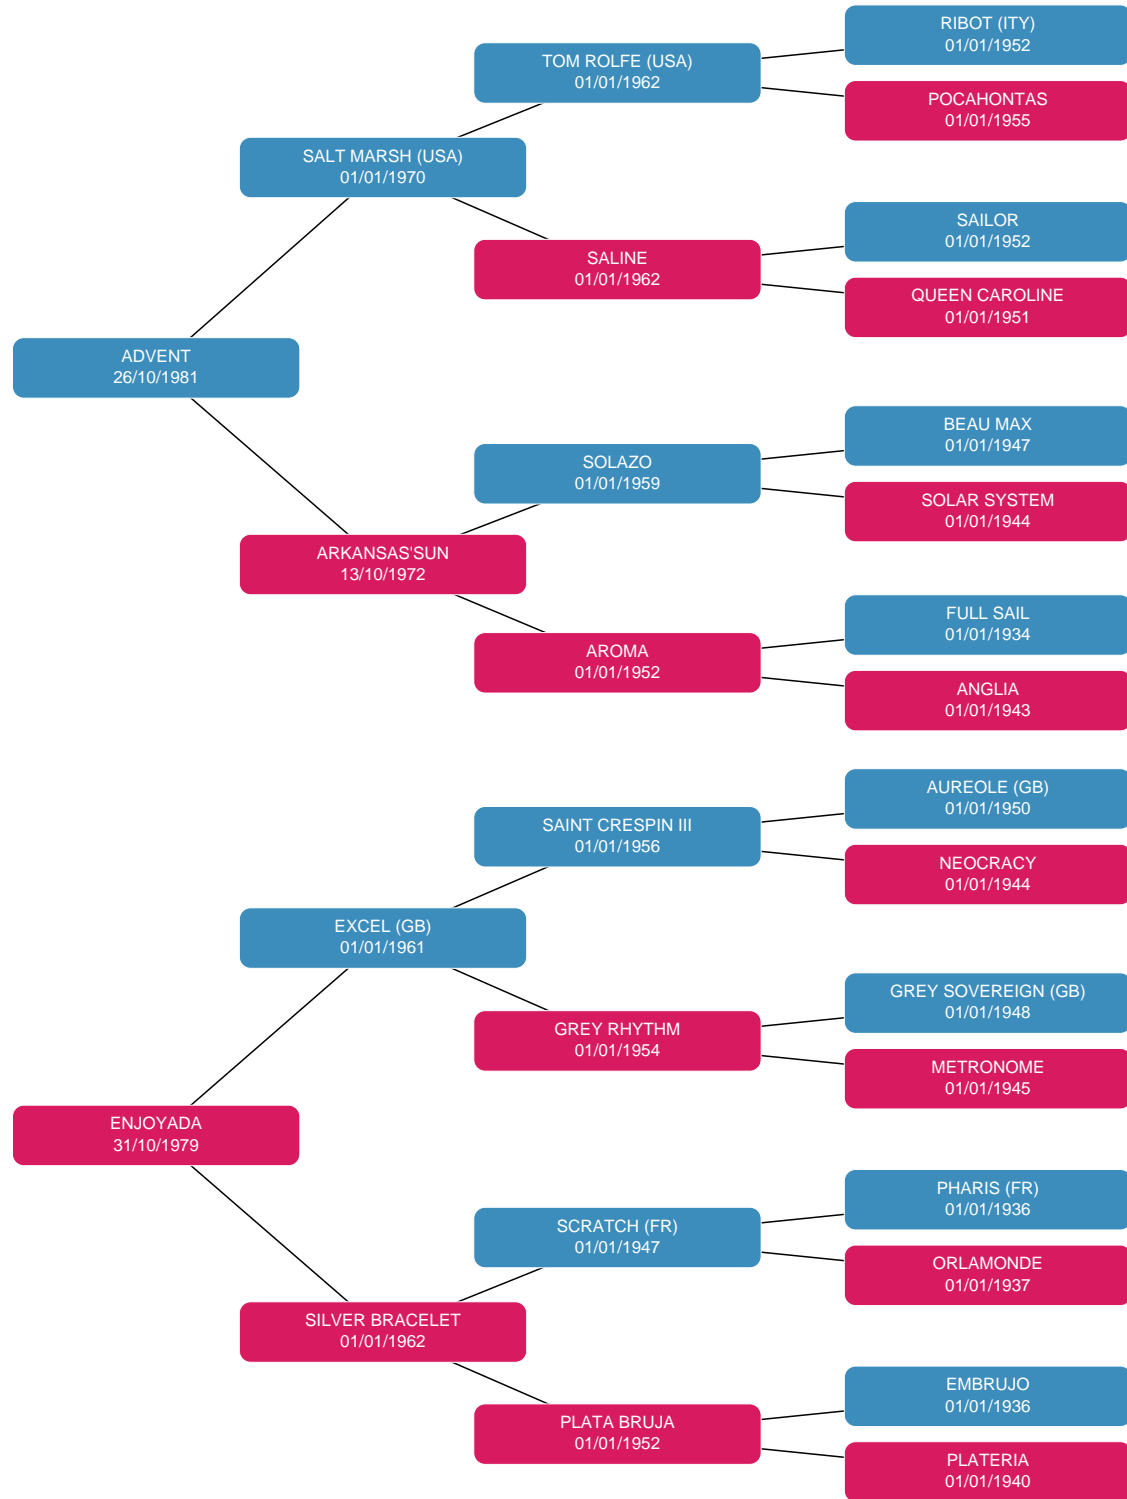 RIBOT (ITY)
01/01/1952
TOM ROLFE (USA)
01/01/1962
POCAHONTAS
01/01/1955
SALT MARSH (USA)
01/01/1970
SAILOR
01/01/1952
SALINE
01/01/1962
QUEEN CAROLINE
01/01/1951
ADVENT
26/10/1981
BEAU MAX
01/01/1947
SOLAZO
01/01/1959
SOLAR SYSTEM
01/01/1944
ARKANSAS'SUN
13/10/1972
FULL SAIL
01/01/1934
AROMA
01/01/1952
ANGLIA
01/01/1943
AUREOLE (GB)
01/01/1950
SAINT CRESPIN III
01/01/1956
NEOCRACY
01/01/1944
EXCEL (GB)
01/01/1961
GREY SOVEREIGN (GB)
01/01/1948
GREY RHYTHM
01/01/1954
METRONOME
01/01/1945
ENJOYADA
31/10/1979
PHARIS (FR)
01/01/1936
SCRATCH (FR)
01/01/1947
ORLAMONDE
01/01/1937
SILVER BRACELET
01/01/1962
EMBRUJO
01/01/1936
PLATA BRUJA
01/01/1952
PLATERIA
01/01/1940